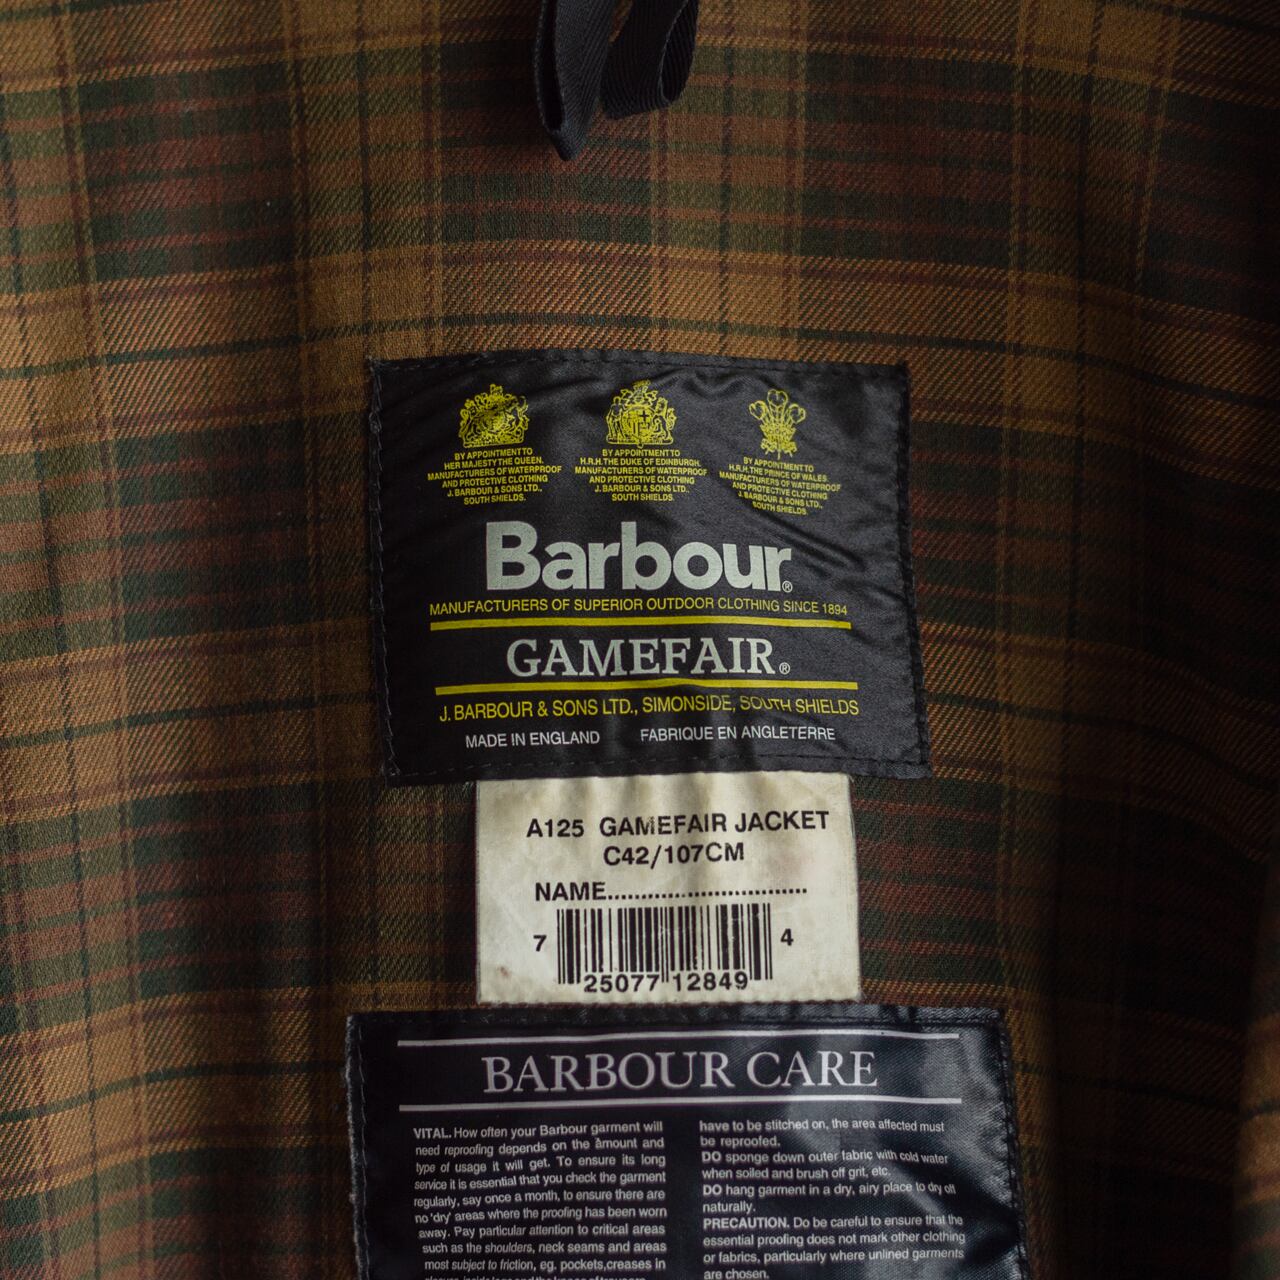 BY APPOINTMENT TO
HER MAJESTY THE QUEEN.
MANUFACTURERS OF WATERPROOF
AND PROTECTIVE CLOTHING
J. BARBOUR & SONS LTD.,
SOUTH SHIELDS.
BY APPOINTMENT TO
H.R.H. THE DUKE OF EDINBURGH.
MANUFACTURERS OF WATERPROOF
AND PROTECTIVE CLOTHING
J. BARBOUR & SONS LTD.,
SOUTH SHIELDS.
BY APPOINTMENT TO
H.R.H. THE PRINCE OF WALES
MANUFACTURERS OF WATERPROOF
AND PROTECTIVE CLOTHING
J. BARBOUR & SONS LTD.,
SOUTH SHIELDS.
Barbour®
MANUFACTURERS OF SUPERIOR OUTDOOR CLOTHING SINCE 1894
GAMEFAIR®
J. BARBOUR & SONS LTD., SIMONSIDE, SOUTH SHIELDS
MADE IN ENGLAND FABRIQUE EN ANGLETERRE
A125 GAMEFAIR JACKET
C42/107CM
NAME.................................
7 25077 12849 4
BARBOUR CARE
VITAL. How often your Barbour garment will
need reproofing depends on the amount and
type of usage it will get. To ensure its long
service it is essential that you check the garment
regularly, say once a month, to ensure there are
no 'dry' areas where the proofing has been worn
away. Pay particular attention to critical areas
such as the shoulders, neck seams and areas
most subject to friction, eg. pockets,creases in
have to be stitched on, the area affected must
be reproofed.
DO sponge down outer fabric with cold water
when soiled and brush off grit, etc.
DO hang garment in a dry, airy place to dry off
naturally.
PRECAUTION. Do be careful to ensure that the
essential proofing does not mark other clothing
or fabrics, particularly where unlined garments
are chosen.